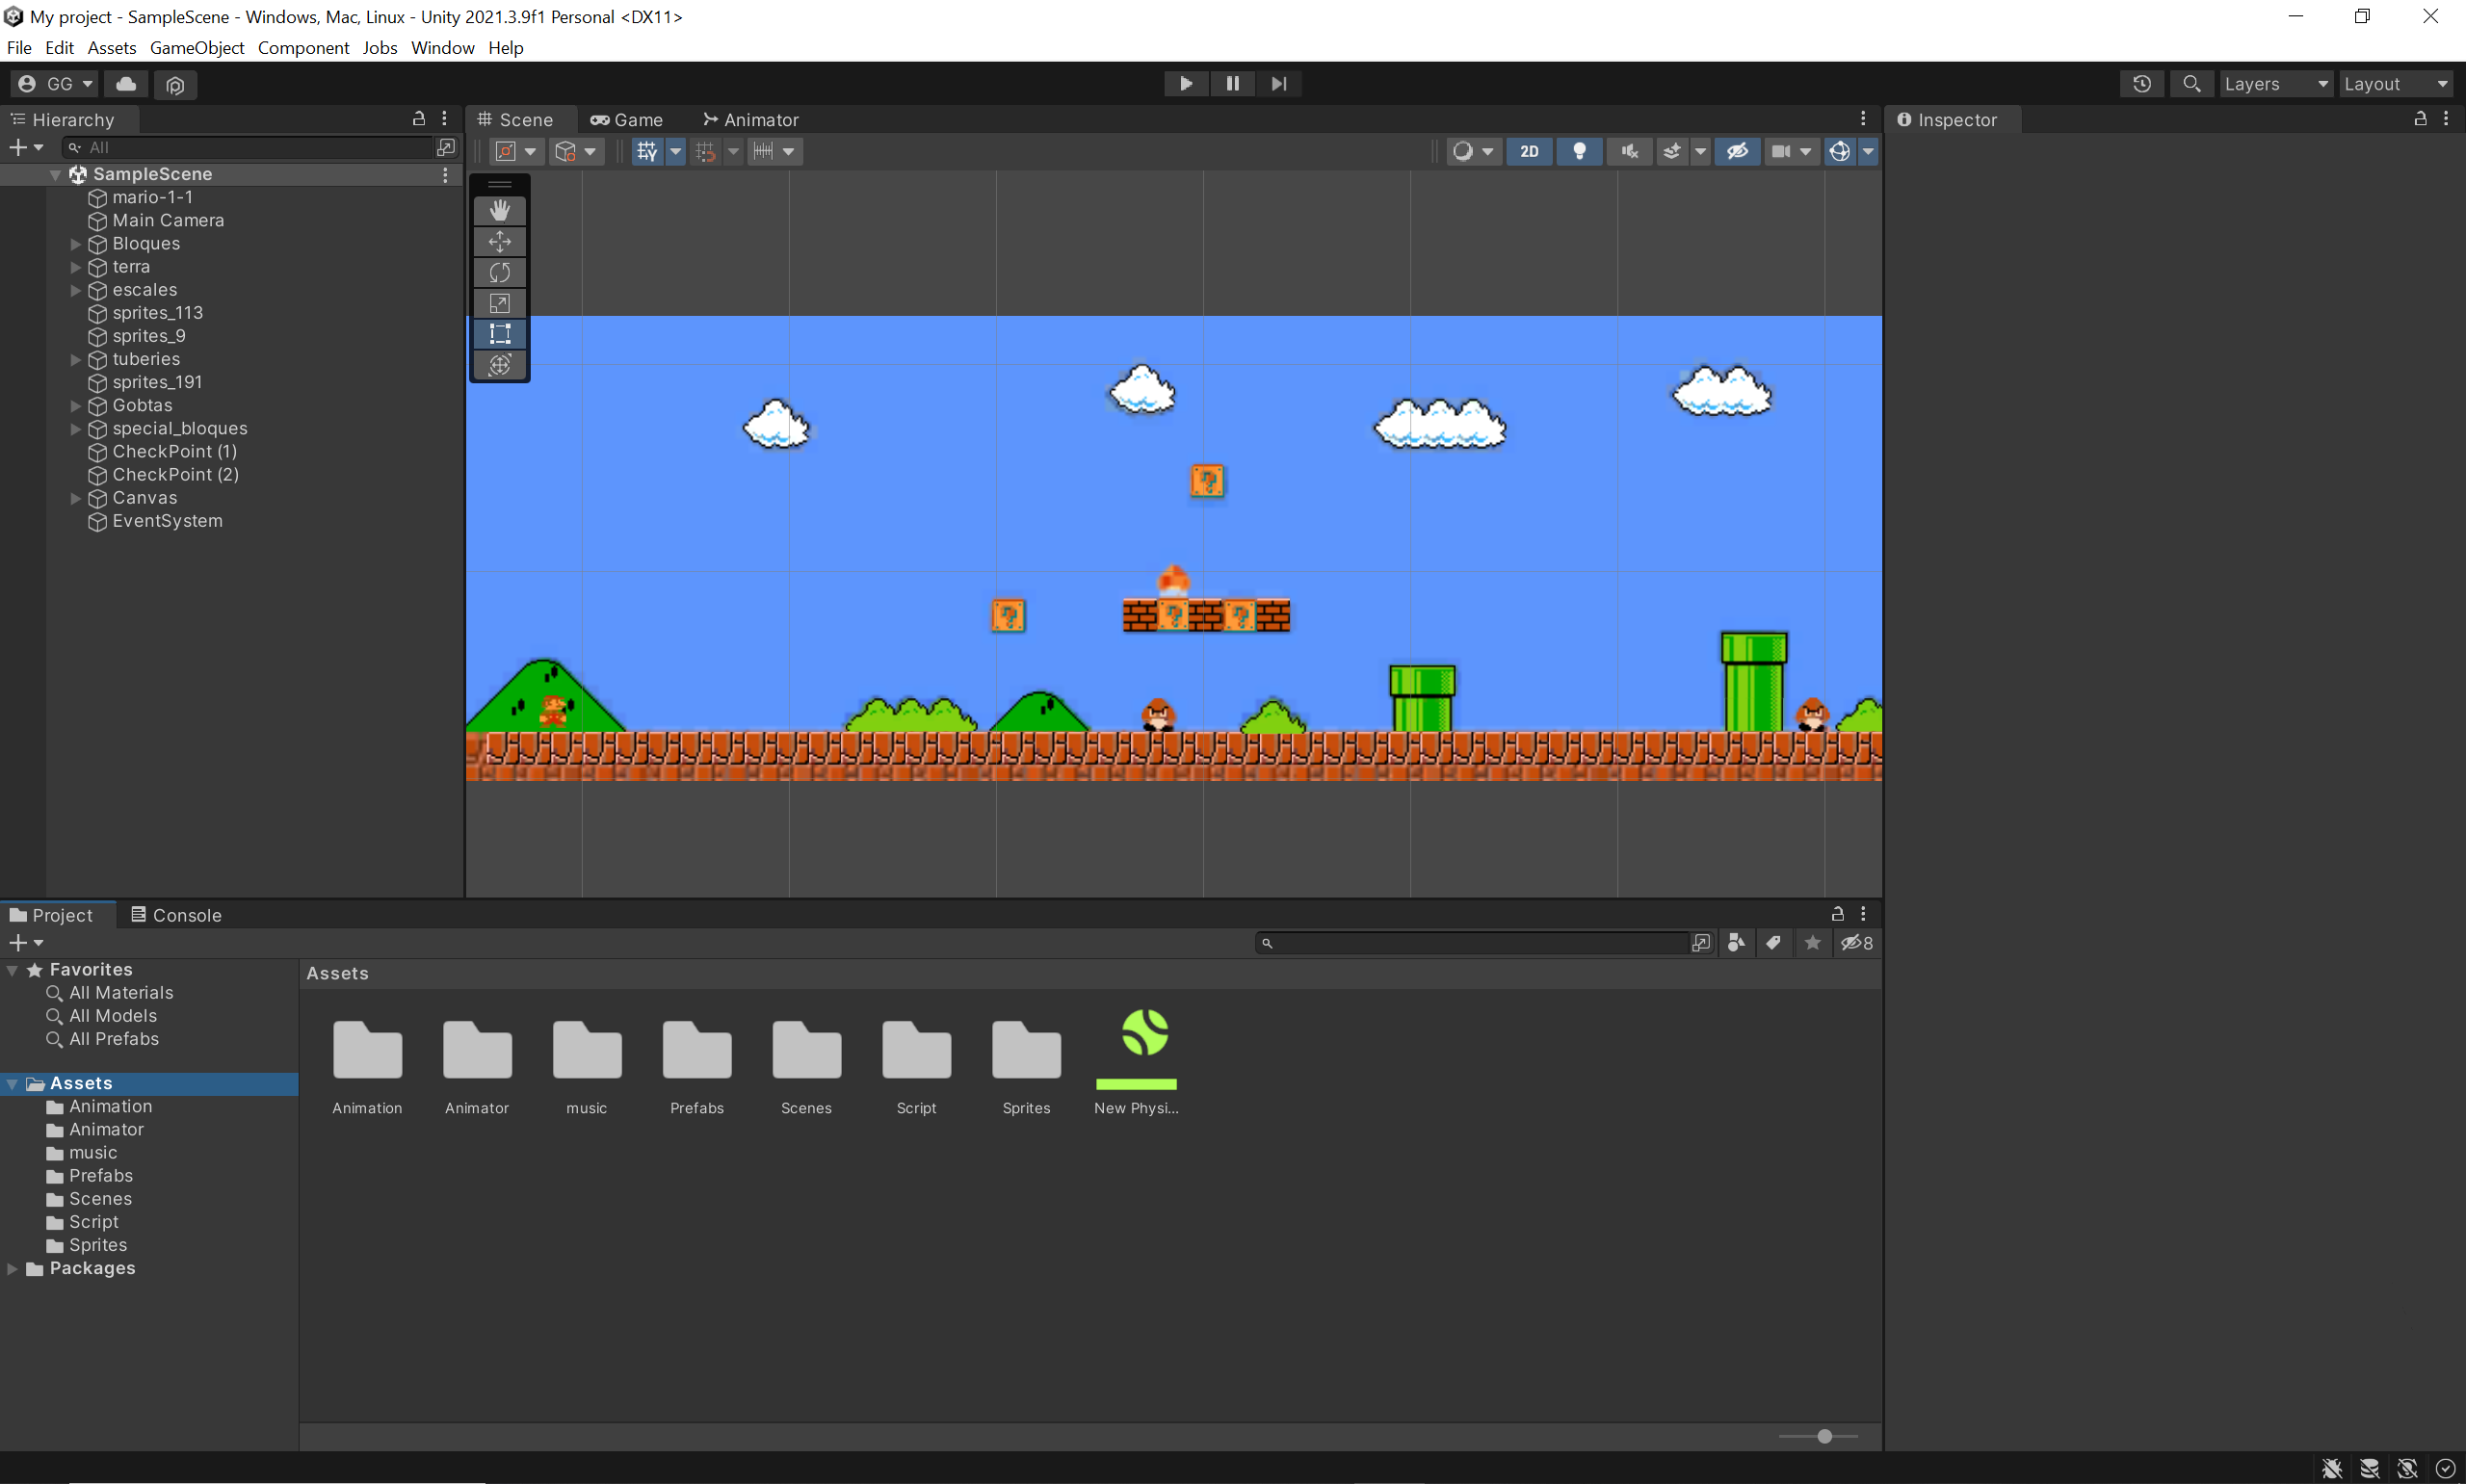 My project - SampleScene - Windows, Mac, Linux - Unity 2021.3.9f1 Personal <DX11>
File Edit Assets GameObject Component Jobs Window Help
GG
Layers Layout
Hierarchy
Scene Game Animator
Inspector
All
2D
SampleScene
mario-1-1
Main Camera
Bloques
terra
escales
sprites_113
sprites_9
tuberies
sprites_191
Gobtas
special_bloques
CheckPoint (1)
CheckPoint (2)
Canvas
EventSystem
? 
?
? ?
Project Console
8
Favorites
All Materials
All Models
All Prefabs
Assets
Animation
Animator
music
Prefabs
Scenes
Script
Sprites
Packages
Assets
Animation Animator music Prefabs Scenes Script Sprites New Physi...